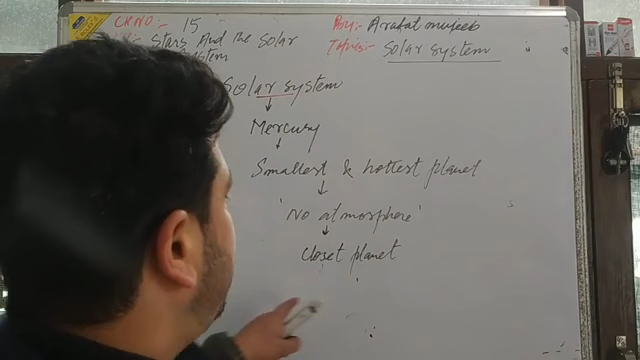 CH NO:- 15
By:- Arafat mujeeb
Stars And the Solar
Topic:- Solar system
system
Solar system
Mercury
Smallest & hottest planet
'No atmosphere'
Closet planet